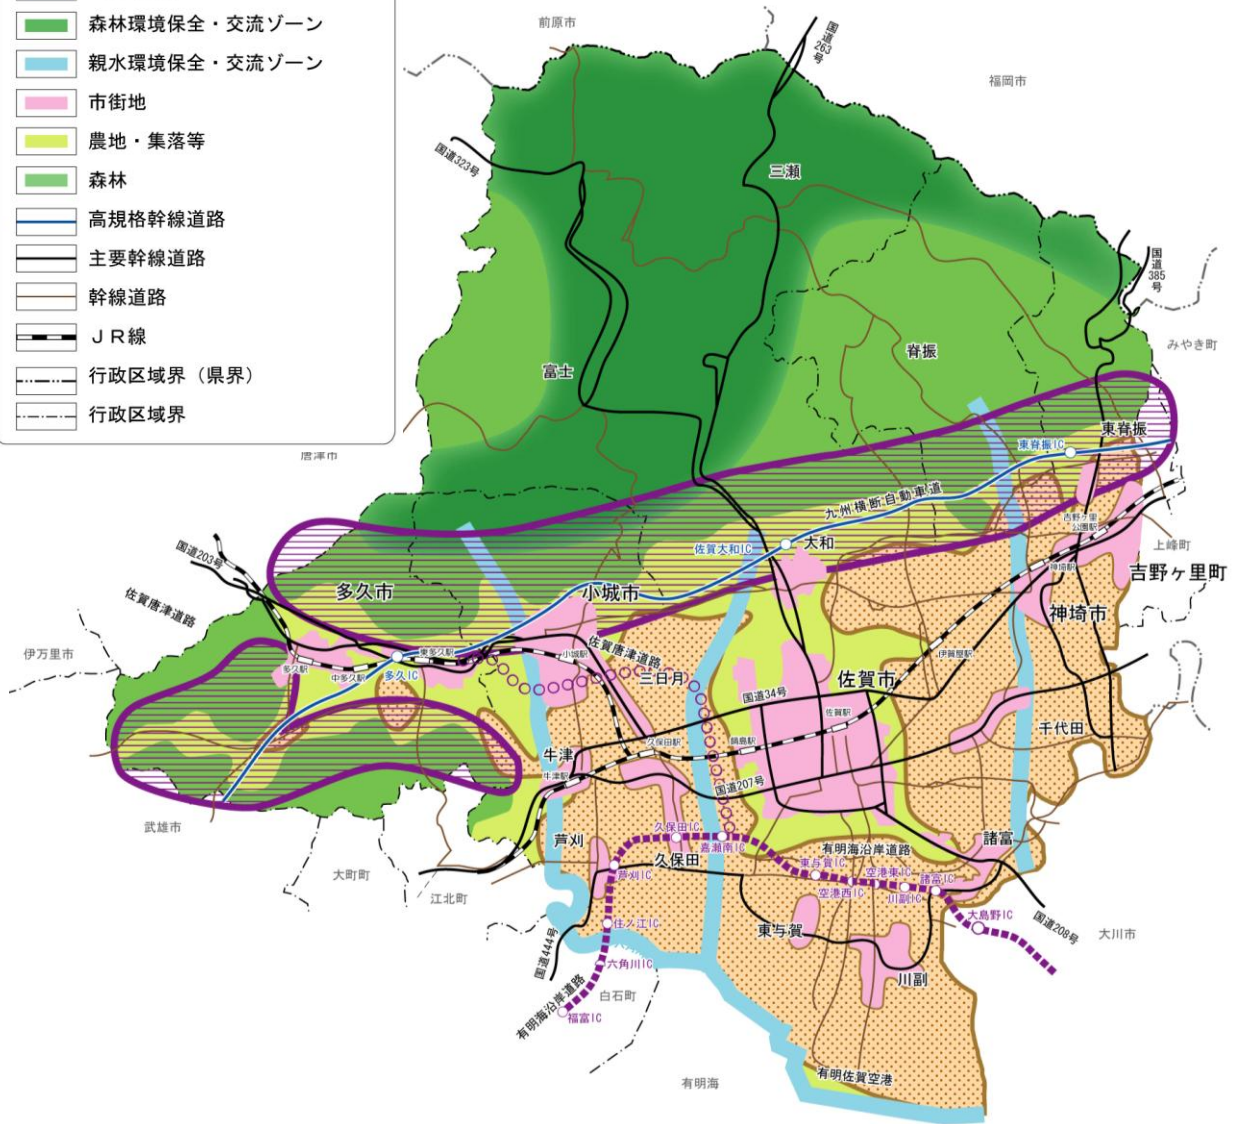 森林環境保全・交流ゾーン
親水環境保全・交流ゾーン
市街地
農地・集落等
森林
高規格幹線道路
主要幹線道路
幹線道路
ＪＲ線
行政区域界（県界）
行政区域界
前原市
国道263号
福岡市
国道323号
三瀬
国道385号
みやき町
脊振
富士
東脊振
東脊振IC
唐津市
九州横断自動車道
吉野ヶ里公園駅
佐賀大和IC
大和
上峰町
国道203号
神埼駅
吉野ヶ里町
多久市
小城市
佐賀唐津道路
神埼市
伊万里市
東多久駅
小城駅
佐賀唐津道路
伊賀屋駅
多久駅
中多久駅
多久IC
三日月
佐賀市
国道34号
佐賀駅
千代田
久保田駅
鍋島駅
牛津
牛津駅
国道207号
武雄市
久保田IC
芦刈
嘉瀬南IC
有明海沿岸道路
諸富
久保田
東与賀IC
大町町
芦刈IC
空港東IC
諸富IC
空港西IC
川副IC
江北町
大島野IC
住ノ江IC
東与賀
国道208号
大川市
国道444号
六角川IC
川副
白石町
有明海沿岸道路
福富IC
有明佐賀空港
有明海